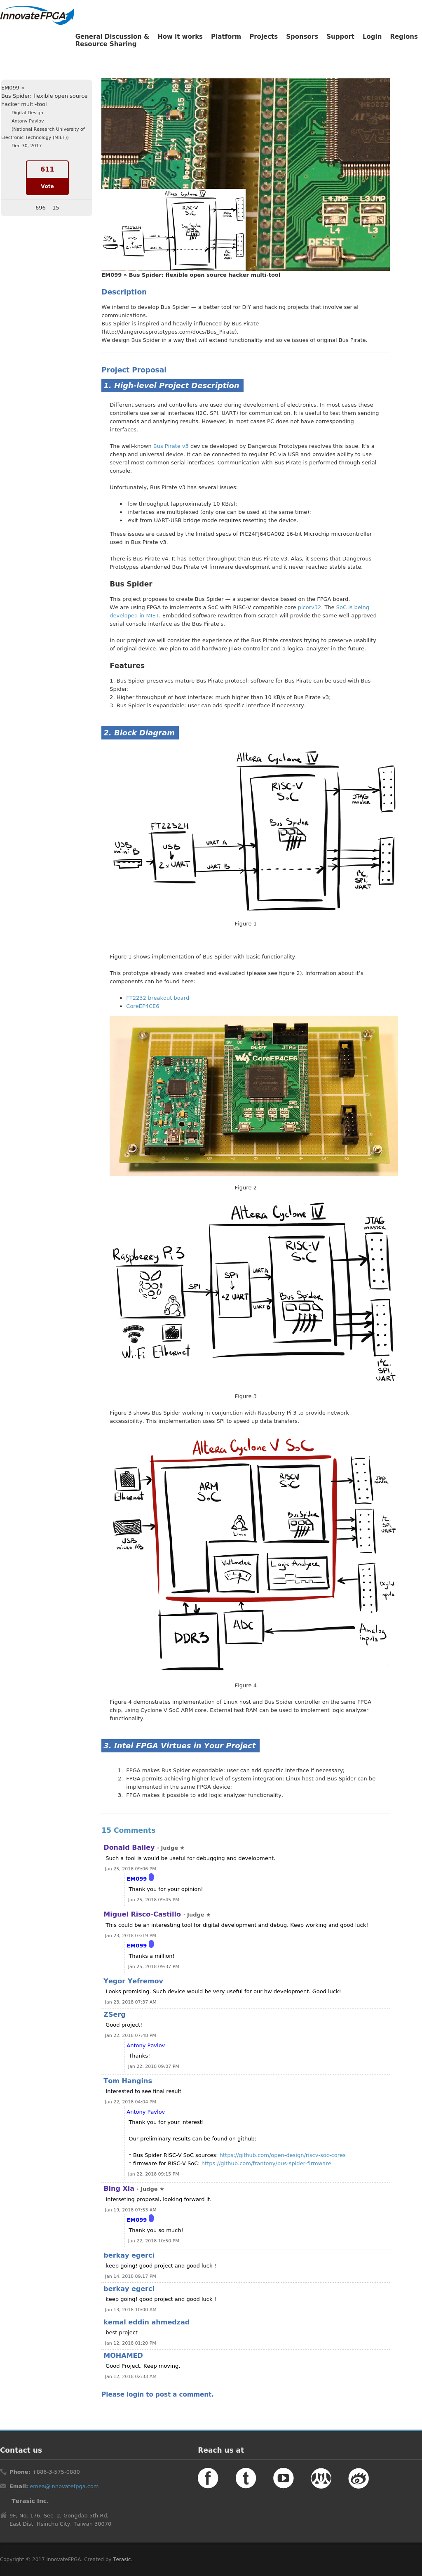 InnovateFPGA
General Discussion &
Resource Sharing
How it works
Platform
Projects
Sponsors
Support
Login
Regions
EM099 »
Bus Spider: flexible open source
hacker multi-tool
Digital Design
Antony Pavlov
(National Research University of
Electronic Technology (MIET))
Dec 30, 2017
611
Vote
696 15
L4JMP L3JMP
L4
L3
RESET
EM099 » Bus Spider: flexible open source hacker multi-tool
Description
We intend to develop Bus Spider — a better tool for DIY and hacking projects that involve serial
communications.
Bus Spider is inspired and heavily influenced by Bus Pirate
(http://dangerousprototypes.com/docs/Bus_Pirate).
We design Bus Spider in a way that will extend functionality and solve issues of original Bus Pirate.
Project Proposal
1. High-level Project Description
Different sensors and controllers are used during development of electronics. In most cases these
controllers use serial interfaces (I2C, SPI, UART) for communication. It is useful to test them sending
commands and analyzing results. However, in most cases PC does not have corresponding
interfaces.
The well-known Bus Pirate v3 device developed by Dangerous Prototypes resolves this issue. It's a
cheap and universal device. It can be connected to regular PC via USB and provides ability to use
several most common serial interfaces. Communication with Bus Pirate is performed through serial
console.
Unfortunately, Bus Pirate v3 has several issues:
• low throughput (approximately 10 KB/s);
• interfaces are multiplexed (only one can be used at the same time);
• exit from UART-USB bridge mode requires resetting the device.
These issues are caused by the limited specs of PIC24FJ64GA002 16-bit Microchip microcontroller
used in Bus Pirate v3.
There is Bus Pirate v4. It has better throughput than Bus Pirate v3. Alas, it seems that Dangerous
Prototypes abandoned Bus Pirate v4 firmware development and it never reached stable state.
Bus Spider
This project proposes to create Bus Spider — a superior device based on the FPGA board.
We are using FPGA to implements a SoC with RISC-V compatible core picorv32. The SoC is being
developed in MIET. Embedded software rewritten from scratch will provide the same well-approved
serial console interface as the Bus Pirate's.
In our project we will consider the experience of the Bus Pirate creators trying to preserve usability
of original device. We plan to add hardware JTAG controller and a logical analyzer in the future.
Features
1. Bus Spider preserves mature Bus Pirate protocol: software for Bus Pirate can be used with Bus
Spider;
2. Higher throughput of host interface: much higher than 10 KB/s of Bus Pirate v3;
3. Bus Spider is expandable: user can add specific interface if necessary.
2. Block Diagram
Altera Cyclone IV
RISC-V
SoC
JTAG
master
FT2232H
USB
mini B
USB
2 x UART
UART A
UART B
Bus Spider
I2C
SPI,
UART
Figure 1
Figure 1 shows implementation of Bus Spider with basic functionality.
This prototype already was created and evaluated (please see figure 2). Information about it's
components can be found here:
• FT2232 breakout board
• CoreEP4CE6
CoreEP4CE6
Figure 2
Altera Cyclone IV
RISC-V
SoC
JTAG
master
Raspberry Pi 3
SPI
SPI
→2 UART
UART A
UART B
Bus Spider
Wi-Fi Ethernet
I2C,
SPI,
UART
Figure 3
Figure 3 shows Bus Spider working in conjunction with Raspberry Pi 3 to provide network
accessibility. This implementation uses SPI to speed up data transfers.
Altera Cyclone V SoC
Ethernet
ARM
SoC
RISCV
SoC
JTAG
master
Bus Spider
I2C,
SPI,
UART
USB
micro
Voltmeter
Logic Analyzer
Digital
inputs
DDR3
ADC
Analog
inputs
Figure 4
Figure 4 demonstrates implementation of Linux host and Bus Spider controller on the same FPGA
chip, using Cyclone V SoC ARM core. External fast RAM can be used to implement logic analyzer
functionality.
3. Intel FPGA Virtues in Your Project
1. FPGA makes Bus Spider expandable: user can add specific interface if necessary;
2. FPGA permits achieving higher level of system integration: Linux host and Bus Spider can be
implemented in the same FPGA device;
3. FPGA makes it possible to add logic analyzer functionality.
15 Comments
Donald Bailey - Judge ★
Such a tool is would be useful for debugging and development.
Jan 25, 2018 09:06 PM
EM099
Thank you for your opinion!
Jan 25, 2018 09:45 PM
Miguel Risco-Castillo - Judge ★
This could be an interesting tool for digital development and debug. Keep working and good luck!
Jan 23, 2018 03:19 PM
EM099
Thanks a million!
Jan 25, 2018 09:37 PM
Yegor Yefremov
Looks promising. Such device would be very useful for our hw development. Good luck!
Jan 23, 2018 07:37 AM
ZSerg
Good project!
Jan 22, 2018 07:48 PM
Antony Pavlov
Thanks!
Jan 22, 2018 09:07 PM
Tom Hangins
Interested to see final result
Jan 22, 2018 04:04 PM
Antony Pavlov
Thank you for your interest!
Our preliminary results can be found on github:
* Bus Spider RISC-V SoC sources: https://github.com/open-design/riscv-soc-cores
* firmware for RISC-V SoC: https://github.com/frantony/bus-spider-firmware
Jan 22, 2018 09:15 PM
Bing Xia - Judge ★
Interseting proposal, looking forward it.
Jan 19, 2018 07:53 AM
EM099
Thank you so much!
Jan 22, 2018 10:50 PM
berkay egerci
keep going! good project and good luck !
Jan 14, 2018 09:17 PM
berkay egerci
keep going! good project and good luck !
Jan 13, 2018 10:00 AM
kemal eddin ahmedzad
best project
Jan 12, 2018 01:20 PM
MOHAMED
Good Project. Keep moving.
Jan 12, 2018 02:33 AM
Please login to post a comment.
Contact us
Phone: +886-3-575-0880
Email: emea@innovatefpga.com
Terasic Inc.
9F, No. 176, Sec. 2, Gongdao 5th Rd,
East Dist, Hsinchu City, Taiwan 30070
Reach us at
Copyright © 2017 InnovateFPGA. Created by Terasic.